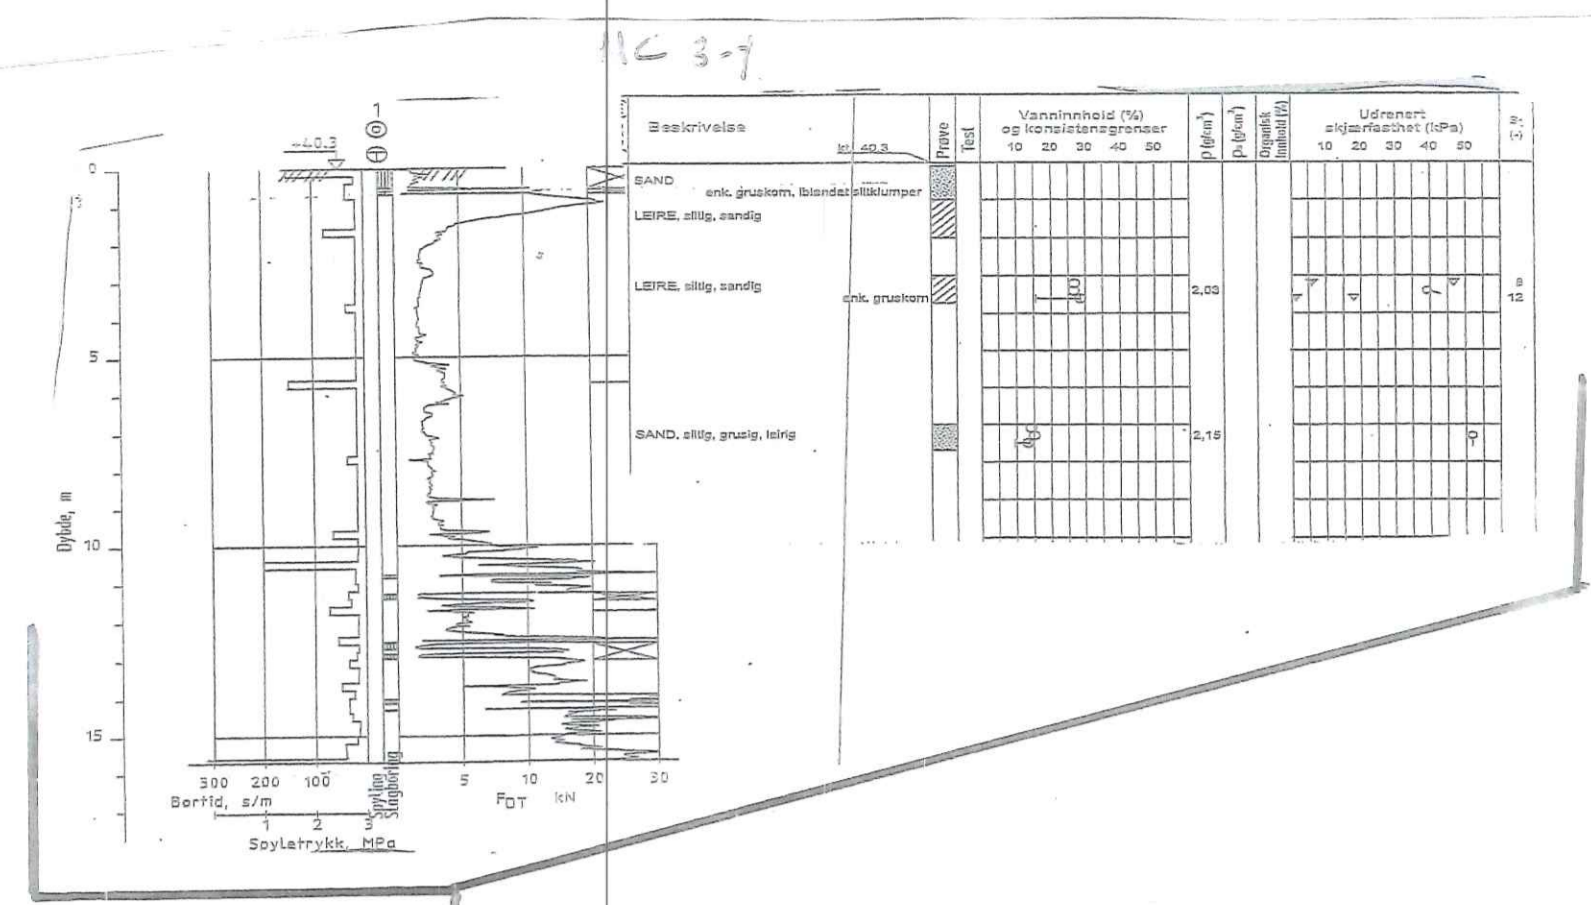 3-1
1
+40.3
0
5
10
15
Dybde, m
300 200 100
Bortid, s/m
1 2 3
Spyletrykk, MPa
Spyling
Slagboring
5 10 20 30
FDT kN
Beskrivelse
kt 40.3
Prøve
Test
Vanninnhold (%)
og konsistensgrenser
10 20 30 40 50
ρ (g/cm³)
Organisk
Innhold (%)
Udrenert
skjærfasthet (kPa)
10 20 30 40 50
SAND
enk. gruskorn, iblandet siltklumper
LEIRE, siltig, sandig
LEIRE, siltig, sandig
enk. gruskorn
2,03
8
12
SAND, siltig, grusig, leirig
2,15